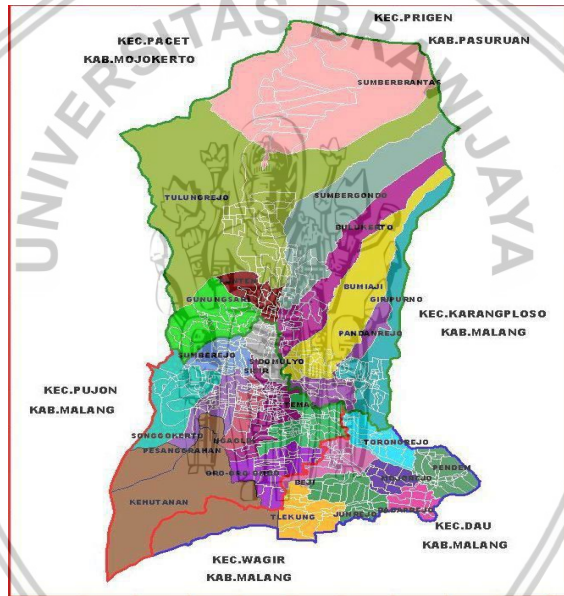 UNIVERSITAS BRAWIJAYA
KEC.PRIGEN
KAB.PASURUAN
KEC.PACET
KAB.MOJOKERTO
SUMBERBRANTAS
TULUNGREJO
SUMBERGONDO
BULUKERTO
BUMIAJI
GIRIPURNO
GUNUNGSARI
PANDANREJO
KEC.KARANGPLOSO
KAB.MALANG
SUMBEREJO
SIDOMULYO
SISIR
KEC.PUJON
KAB.MALANG
TEMAS
SONGGOKERTO
NGAGLIK
TORONGREJO
PESANGGRAHAN
PENDEM
ORO-ORO OMBO
MOJOREJO
BEJI
KEHUTANAN
TLEKUNG
JUNREJO
DADAPREJO
KEC.DAU
KAB.MALANG
KEC.WAGIR
KAB.MALANG